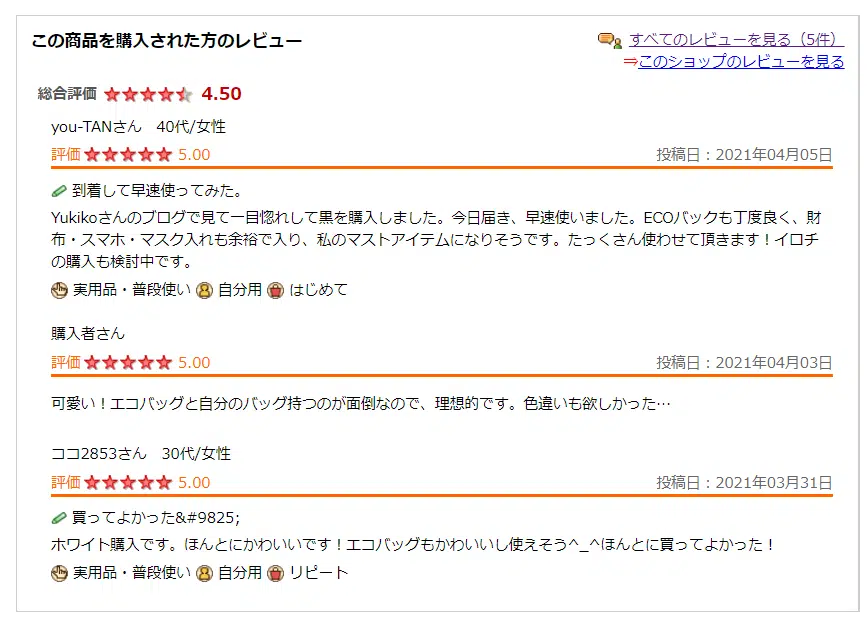 この商品を購入された方のレビュー
すべてのレビューを見る（5件）
⇒このショップのレビューを見る
総合評価 ★★★★★ 4.50
you-TANさん　40代/女性
評価★★★★★ 5.00 投稿日：2021年04月05日
到着して早速使ってみた。
Yukikoさんのブログで見て一目惚れして黒を購入しました。今日届き、早速使いました。ECOバックも丁度良く、財
布・スマホ・マスク入れも余裕で入り、私のマストアイテムになりそうです。たっくさん使わせて頂きます！イロチ
の購入も検討中です。
実用品・普段使い 自分用 はじめて
購入者さん
評価★★★★★ 5.00 投稿日：2021年04月03日
可愛い！エコバッグと自分のバッグ持つのが面倒なので、理想的です。色違いも欲しかった…
ココ2853さん　30代/女性
評価★★★★★ 5.00 投稿日：2021年03月31日
買ってよかった&#9825;
ホワイト購入です。ほんとにかわいいです！エコバッグもかわいいし使えそう^_^ほんとに買ってよかった！
実用品・普段使い 自分用 リピート